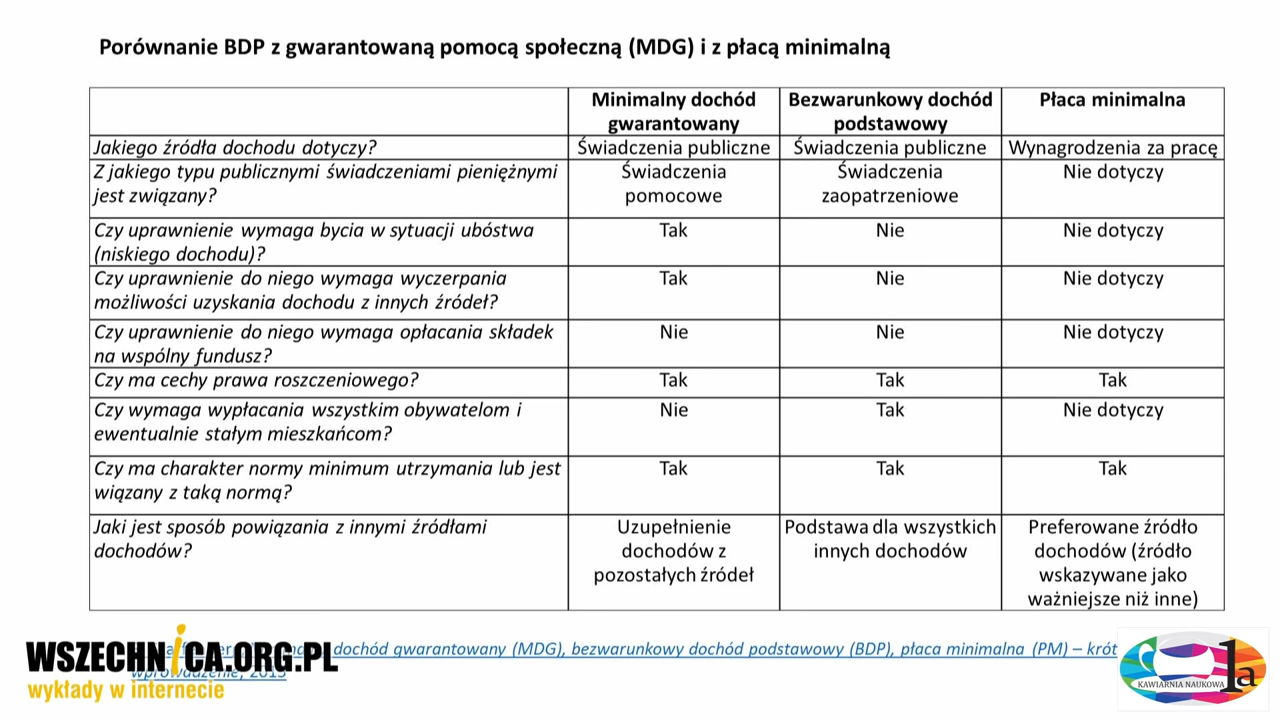 Porównanie BDP z gwarantowaną pomocą społeczną (MDG) i z płacą minimalną
Minimalny dochód gwarantowany
Bezwarunkowy dochód podstawowy
Płaca minimalna
Jakiego źródła dochodu dotyczy?
Świadczenia publiczne
Świadczenia publiczne
Wynagrodzenia za pracę
Z jakiego typu publicznymi świadczeniami pieniężnymi
jest związany?
Świadczenia
pomocowe
Świadczenia
zaopatrzeniowe
Nie dotyczy
Czy uprawnienie wymaga bycia w sytuacji ubóstwa
(niskiego dochodu)?
Tak
Nie
Nie dotyczy
Czy uprawnienie do niego wymaga wyczerpania
możliwości uzyskania dochodu z innych źródeł?
Tak
Nie
Nie dotyczy
Czy uprawnienie do niego wymaga opłacania składek
na wspólny fundusz?
Nie
Nie
Nie dotyczy
Czy ma cechy prawa roszczeniowego?
Tak
Tak
Tak
Czy wymaga wypłacania wszystkim obywatelom i
ewentualnie stałym mieszkańcom?
Nie
Tak
Nie dotyczy
Czy ma charakter normy minimum utrzymania lub jest
wiązany z taką normą?
Tak
Tak
Tak
Jaki jest sposób powiązania z innymi źródłami
dochodów?
Uzupełnienie
dochodów z
pozostałych źródeł
Podstawa dla wszystkich
innych dochodów
Preferowane źródło
dochodów (źródło
wskazywane jako
ważniejsze niż inne)
dochód gwarantowany (MDG), bezwarunkowy dochód podstawowy (BDP), płaca minimalna (PM) – krót
WSZECHNICA.ORG.PL
wykłady w internecie
KAWIARNIA NAUKOWA 1a